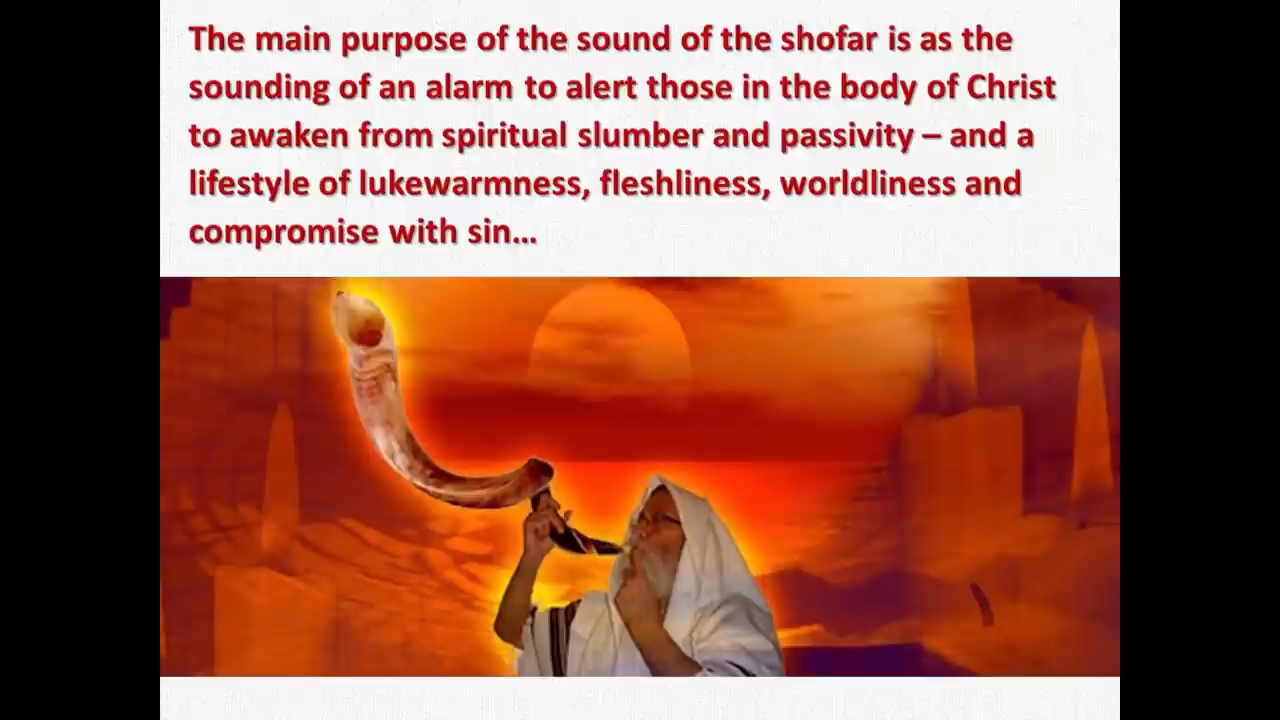 The main purpose of the sound of the shofar is as the
sounding of an alarm to alert those in the body of Christ
to awaken from spiritual slumber and passivity – and a
lifestyle of lukewarmness, fleshliness, worldliness and
compromise with sin…